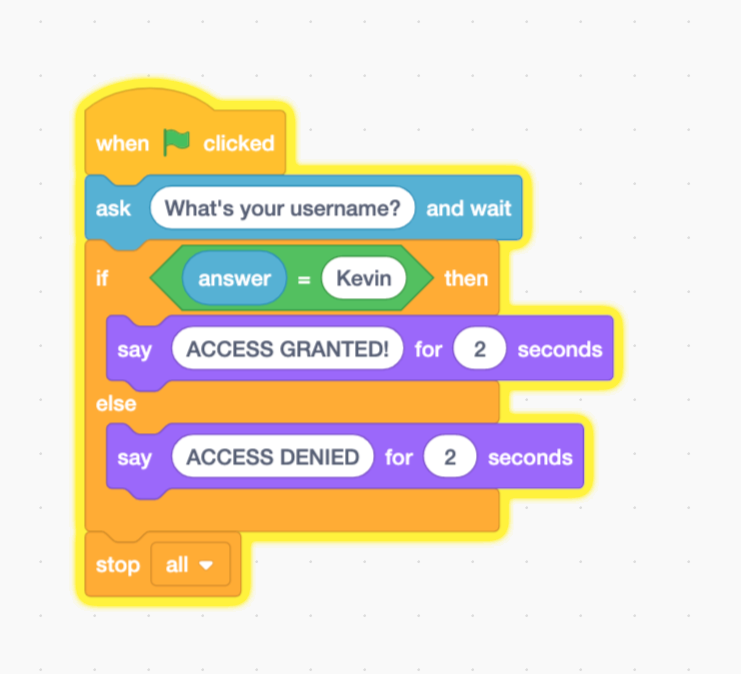 when clicked
ask What's your username? and wait
if answer = Kevin then
say ACCESS GRANTED! for 2 seconds
else
say ACCESS DENIED for 2 seconds
stop all